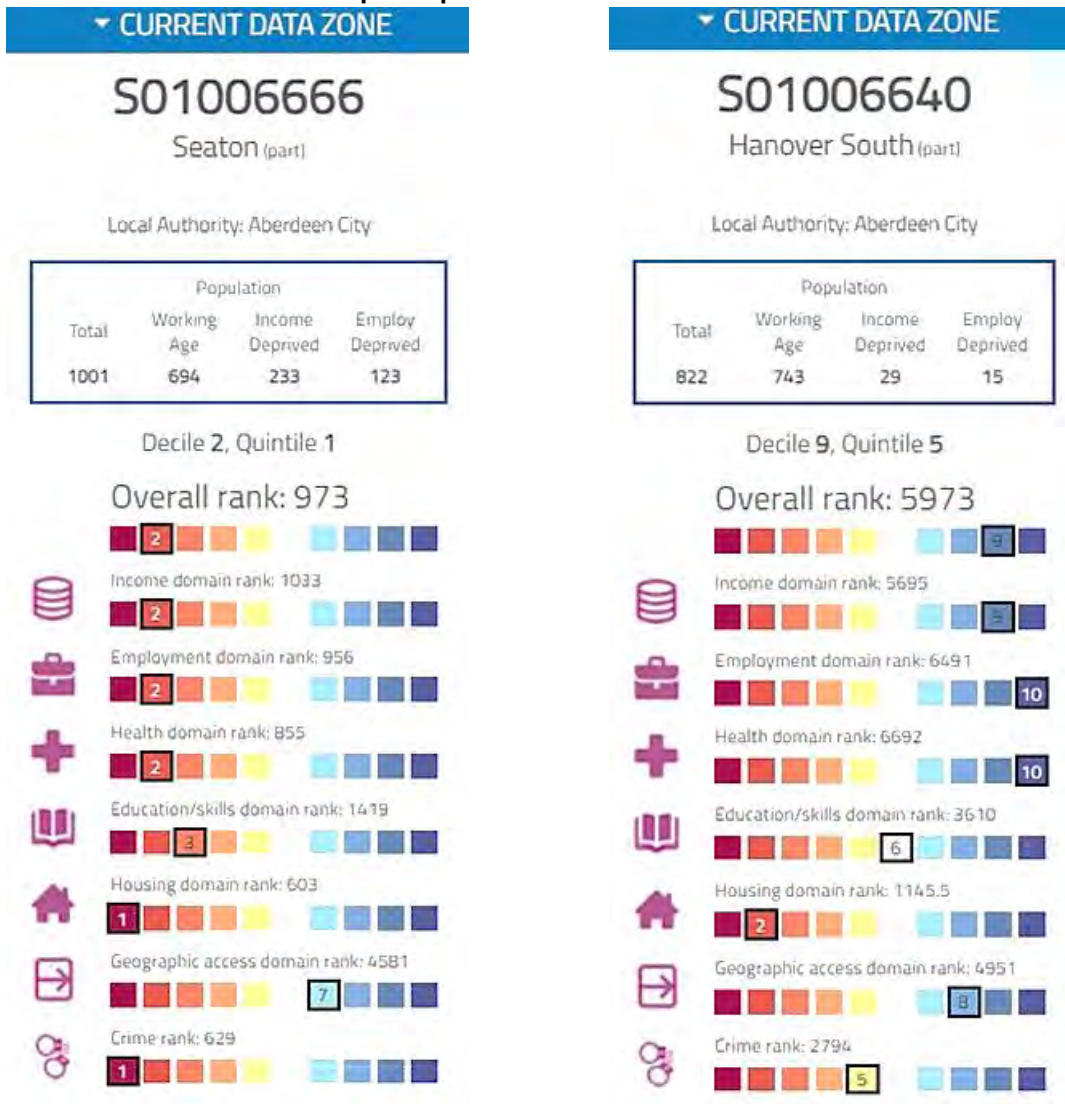 CURRENT DATA ZONE
S01006666
Seaton (part)
Local Authority: Aberdeen City
Population
Total
Working Age
Income Deprived
Employ Deprived
1001 694 233 123
Decile 2, Quintile 1
Overall rank: 973
2
Income domain rank: 1033
2
Employment domain rank: 956
2
Health domain rank: 855
2
Education/skills domain rank: 1419
3
Housing domain rank: 603
1
Geographic access domain rank: 4581
7
Crime rank: 629
1
CURRENT DATA ZONE
S01006640
Hanover South (part)
Local Authority: Aberdeen City
Population
Total
Working Age
Income Deprived
Employ Deprived
822 743 29 15
Decile 9, Quintile 5
Overall rank: 5973
9
Income domain rank: 5695
9
Employment domain rank: 6491
10
Health domain rank: 6692
10
Education/skills domain rank: 3610
6
Housing domain rank: 1145.5
2
Geographic access domain rank: 4951
8
Crime rank: 2794
5